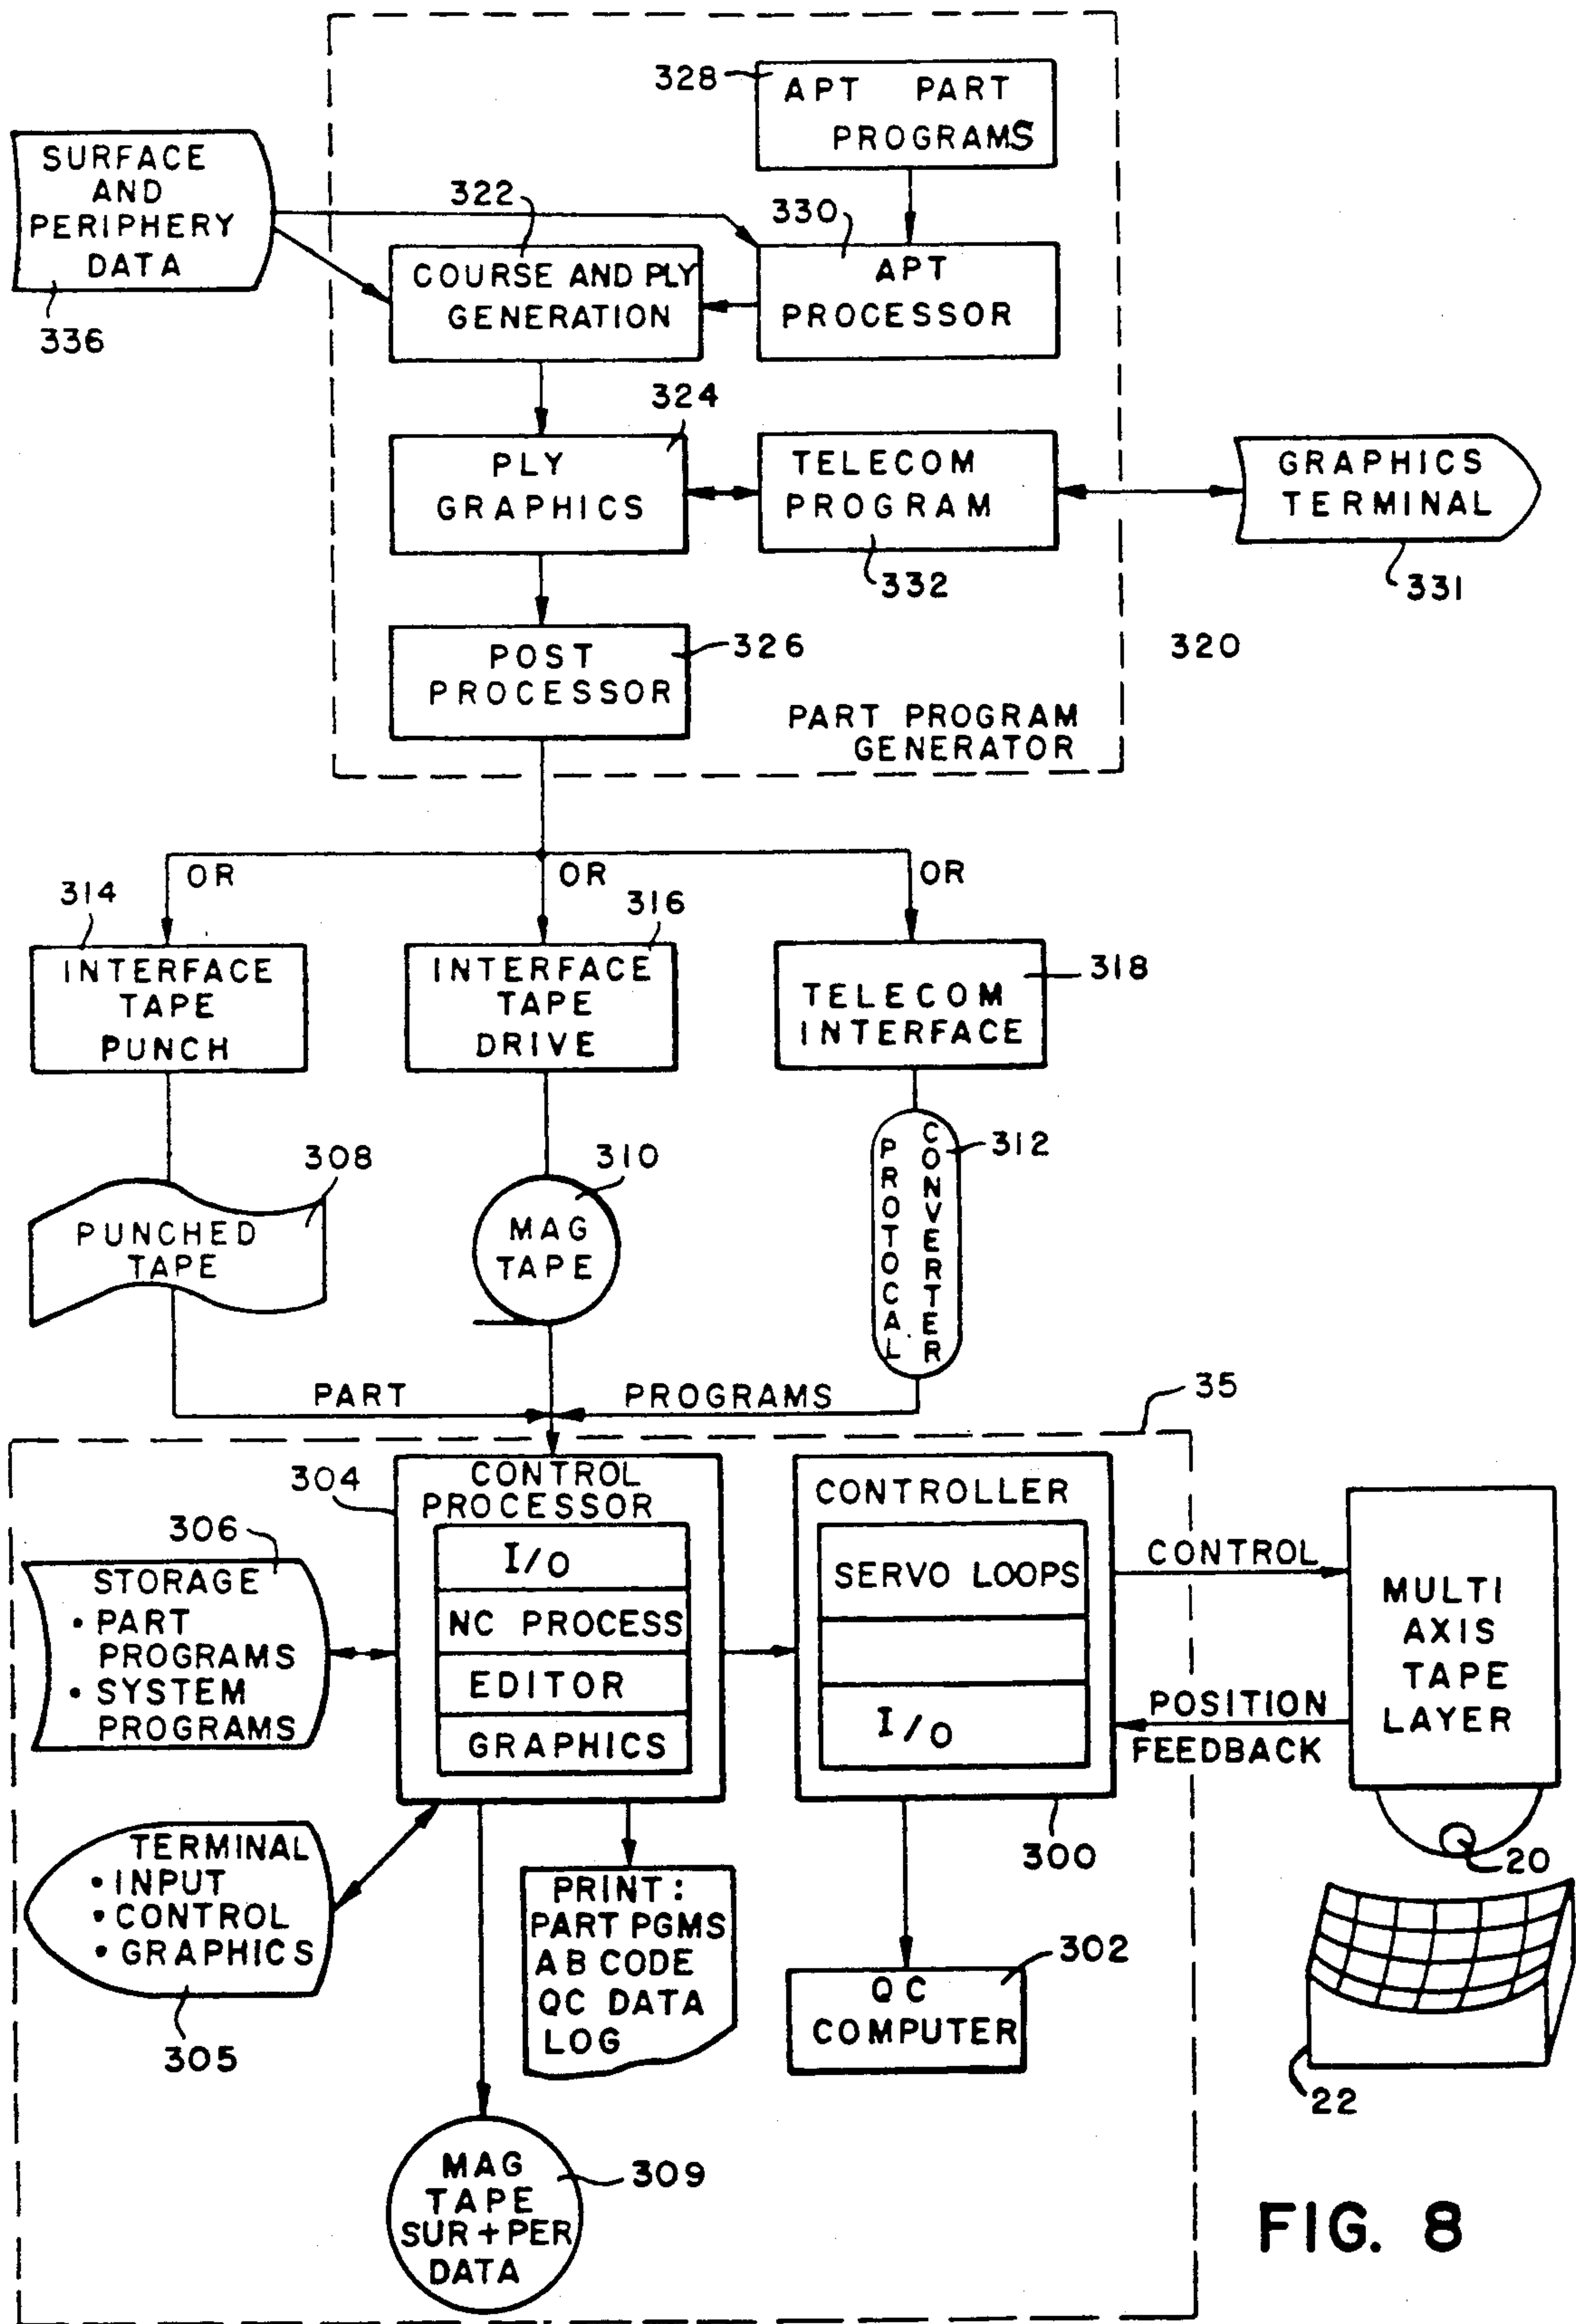 328
APT PART
PROGRAMS
SURFACE
AND
PERIPHERY
DATA
336
322
COURSE AND PLY
GENERATION
330
APT
PROCESSOR
324
PLY
GRAPHICS
TELECOM
PROGRAM
332
GRAPHICS
TERMINAL
331
POST
PROCESSOR
326
320
PART PROGRAM
GENERATOR
OR
OR
OR
314
INTERFACE
TAPE
PUNCH
316
INTERFACE
TAPE
DRIVE
318
TELECOM
INTERFACE
308
PUNCHED
TAPE
310
MAG
TAPE
312
PROTOCAL
CONVERTER
PART
PROGRAMS
35
304
CONTROL
PROCESSOR
I/O
NC PROCESS
EDITOR
GRAPHICS
CONTROLLER
SERVO LOOPS
I/O
300
306
STORAGE
• PART
PROGRAMS
• SYSTEM
PROGRAMS
CONTROL
POSITION
FEEDBACK
MULTI
AXIS
TAPE
LAYER
20
22
TERMINAL
• INPUT
• CONTROL
• GRAPHICS
305
PRINT:
PART PGMS
AB CODE
QC DATA
LOG
302
QC
COMPUTER
309
MAG
TAPE
SUR + PER
DATA
FIG. 8